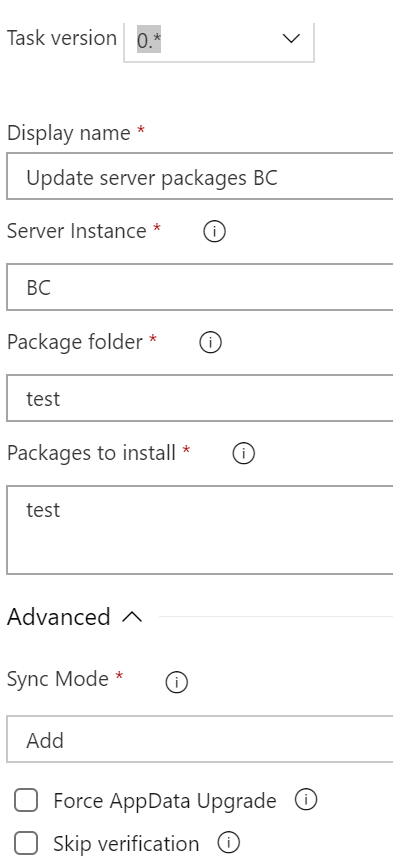 Task version 0.*
Display name *
Update server packages BC
Server Instance * i
BC
Package folder * i
test
Packages to install * i
test
Advanced
Sync Mode * i
Add
Force AppData Upgrade i
Skip verification i